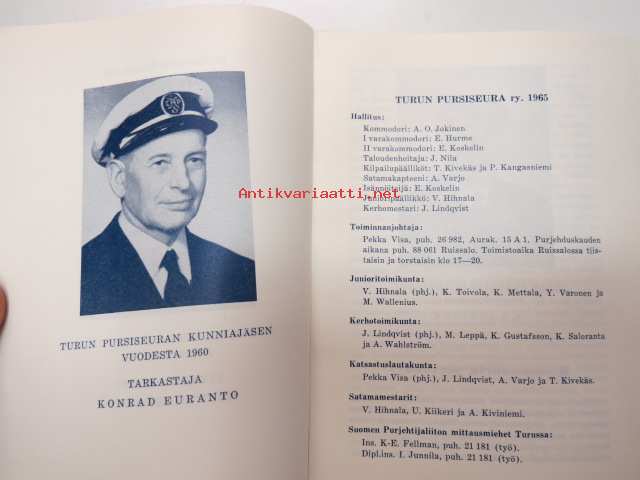 TURUN PURSISEURAN KUNNIAJÄSEN
VUODESTA 1960
TARKASTAJA
KONRAD EURANTO
Antikvariaatti.net
TURUN PURSISEURA ry. 1965
Hallitus:
Kommodori: A. O. Jokinen
I varakommodori: E. Hurme
II varakommodori: E. Koskelin
Taloudenhoitaja: J. Nila
Kilpailupäälliköt: T. Kivekäs ja P. Kangasniemi
Satamakapteeni: A. Varjo
Isännöitsijä: E. Koskelin
Junioripäällikkö: V. Hihnala
Kerhomestari: J. Lindqvist
Toiminnanjohtaja:
Pekka Visa, puh. 26 982, Aurak. 15 A 1. Purjehduskauden
aikana puh. 88 061 Ruissalo. Toimistoaika Ruissalossa tiis-
taisin ja torstaisin klo 17—20.
Junioritoimikunta:
V. Hihnala (phj.), K. Toivola, K. Mettala, Y. Varonen ja
M. Wallenius.
Kerhotoimikunta:
J. Lindqvist (phj.), M. Leppä, K. Gustafsson, K. Saloranta
ja A. Wahlström.
Katsastuslautakunta:
Pekka Visa (phj.), J. Lindqvist, A. Varjo ja T. Kivekäs.
Satamamestarit:
V. Hihnala, U. Kiikeri ja A. Kiviniemi.
Suomen Purjehtijaliiton mittausmiehet Turussa:
Ins. K-E. Fellman, puh. 21 181 (työ).
Dipl.ins. I. Junnila, puh. 21 181 (työ).